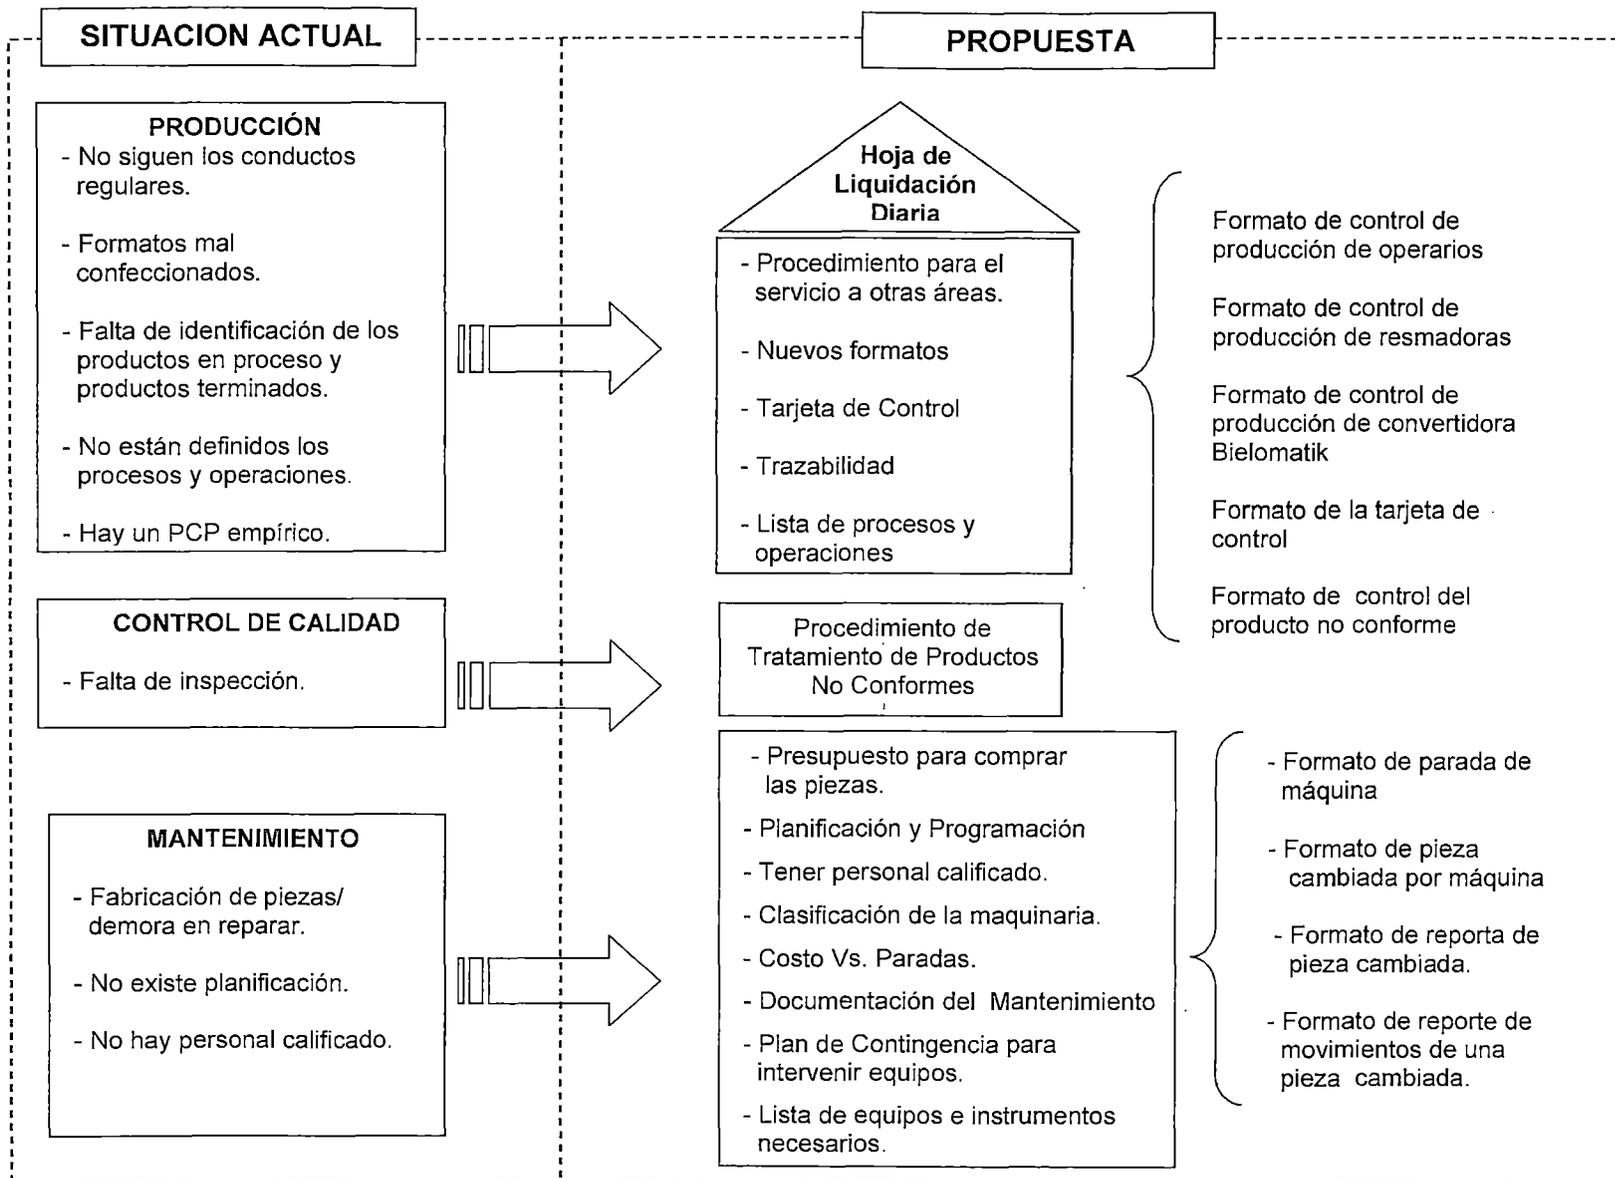 SITUACION ACTUAL
PROPUESTA
PRODUCCIÓN
- No siguen los conductos
regulares.
- Formatos mal
confeccionados.
- Falta de identificación de los
productos en proceso y
productos terminados.
- No están definidos los
procesos y operaciones.
- Hay un PCP empírico.
CONTROL DE CALIDAD
- Falta de inspección.
MANTENIMIENTO
- Fabricación de piezas/
demora en reparar.
- No existe planificación.
- No hay personal calificado.
Hoja de
Liquidación
Diaria
- Procedimiento para el
servicio a otras áreas.
- Nuevos formatos
- Tarjeta de Control
- Trazabilidad
- Lista de procesos y
operaciones
Procedimiento de
Tratamiento de Productos
No Conformes
- Presupuesto para comprar
las piezas.
- Planificación y Programación
- Tener personal calificado.
- Clasificación de la maquinaria.
- Costo Vs. Paradas.
- Documentación del Mantenimiento
- Plan de Contingencia para
intervenir equipos.
- Lista de equipos e instrumentos
necesarios.
Formato de control de
producción de operarios
Formato de control de
producción de resmadoras
Formato de control de
producción de convertidora
Bielomatik
Formato de la tarjeta de
control
Formato de control del
producto no conforme
- Formato de parada de
máquina
- Formato de pieza
cambiada por máquina
- Formato de reporta de
pieza cambiada.
- Formato de reporte de
movimientos de una
pieza cambiada.